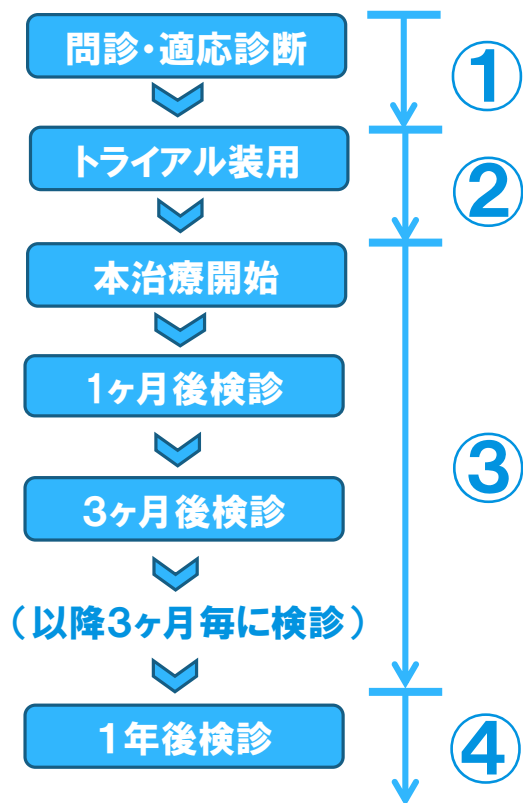 問診・適応診断
①
トライアル装用
②
本治療開始
1ヶ月後検診
③
3ヶ月後検診
（以降3ヶ月毎に検診）
1年後検診
④